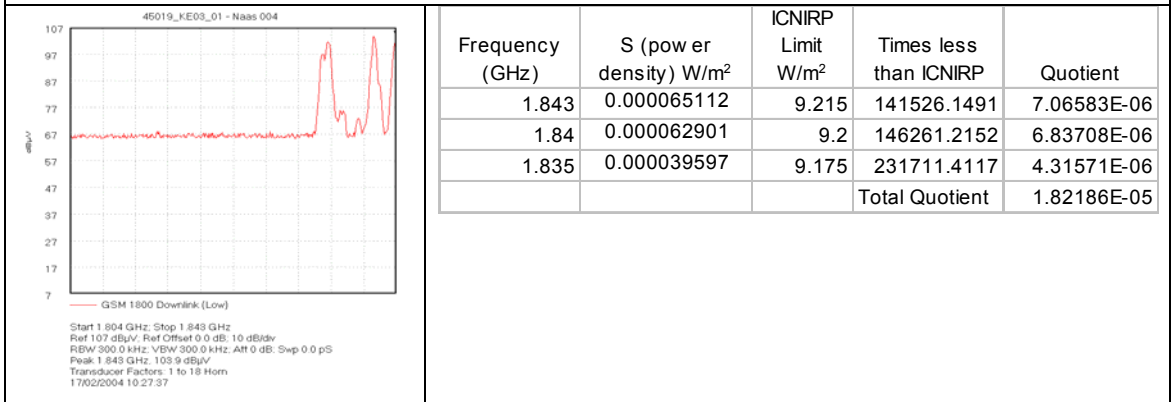 45019_KE03_01 - Naas 004
107
97
87
77
67
57
47
37
27
17
7
dBµV
GSM 1800 Downlink (Low)
Start 1.804 GHz; Stop 1.843 GHz
Ref 107 dBµV; Ref Offset 0.0 dB; 10 dB/div
RBW 300.0 kHz; VBW 300.0 kHz; Att 0 dB; Swp 0.0 pS
Peak 1.843 GHz, 103.9 dBµV
Transducer Factors: 1 to 18 Horn
17/02/2004 10:27:37
Frequency (GHz) S (pow er density) W/m² ICNIRP Limit W/m² Times less than ICNIRP Quotient
1.843 0.000065112 9.215 141526.1491 7.06583E-06
1.84 0.000062901 9.2 146261.2152 6.83708E-06
1.835 0.000039597 9.175 231711.4117 4.31571E-06
Total Quotient 1.82186E-05